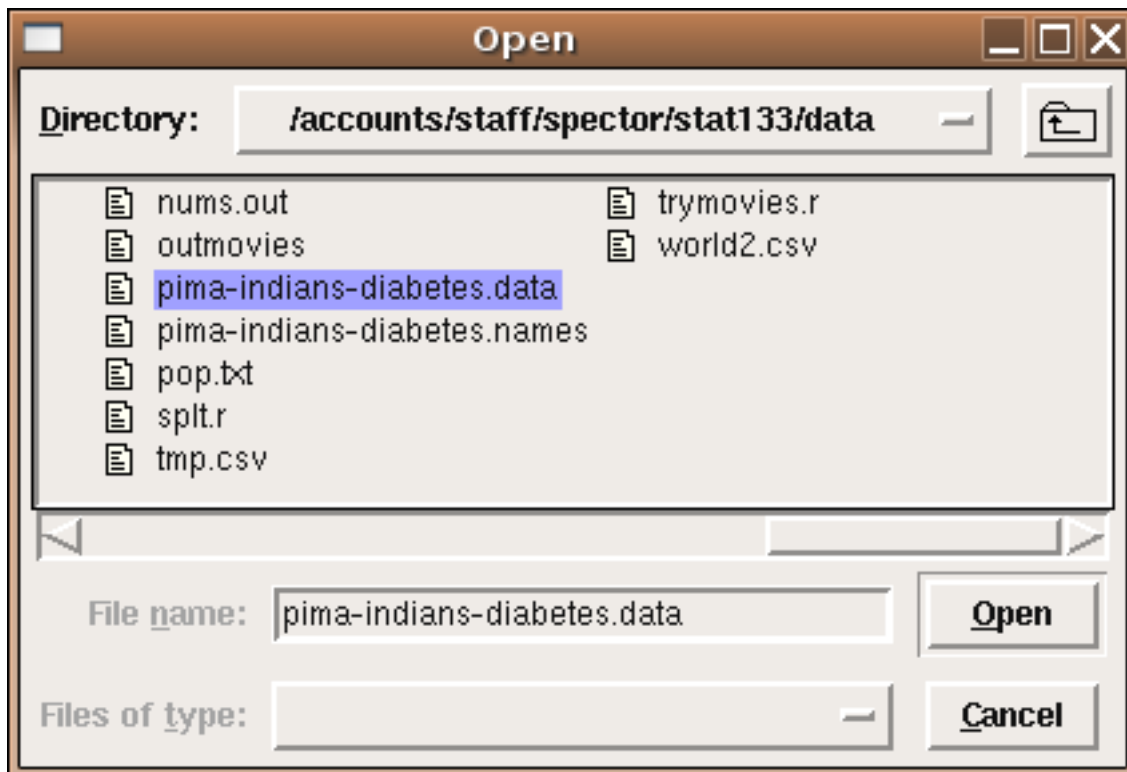 Open
Directory: /accounts/staff/spector/stat133/data
nums.out
outmovies
pima-indians-diabetes.data
pima-indians-diabetes.names
pop.txt
splt.r
tmp.csv
trymovies.r
world2.csv
File name: pima-indians-diabetes.data Open
Files of type: Cancel